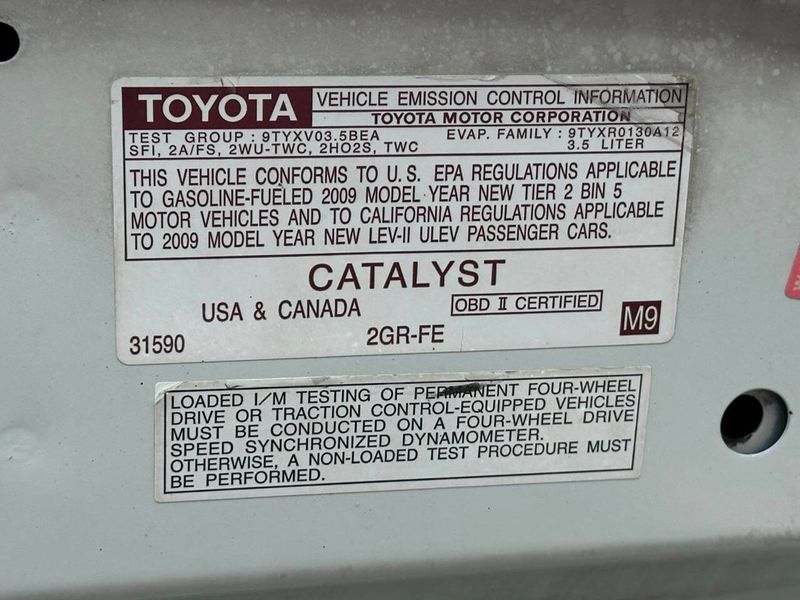 TOYOTA VEHICLE EMISSION CONTROL INFORMATION
TOYOTA MOTOR CORPORATION
TEST GROUP : 9TYXV03.5BEA EVAP. FAMILY : 9TYXR0130A12
SFI, 2A/FS, 2WU-TWC, 2HO2S, TWC 3.5 LITER
THIS VEHICLE CONFORMS TO U.S. EPA REGULATIONS APPLICABLE
TO GASOLINE-FUELED 2009 MODEL YEAR NEW TIER 2 BIN 5
MOTOR VEHICLES AND TO CALIFORNIA REGULATIONS APPLICABLE
TO 2009 MODEL YEAR NEW LEV-II ULEV PASSENGER CARS.
CATALYST
USA & CANADA OBD II CERTIFIED
31590 2GR-FE M9
LOADED I/M TESTING OF PERMANENT FOUR-WHEEL
DRIVE OR TRACTION CONTROL-EQUIPPED VEHICLES
MUST BE CONDUCTED ON A FOUR-WHEEL DRIVE
SPEED SYNCHRONIZED DYNAMOMETER.
OTHERWISE, A NON-LOADED TEST PROCEDURE MUST
BE PERFORMED.